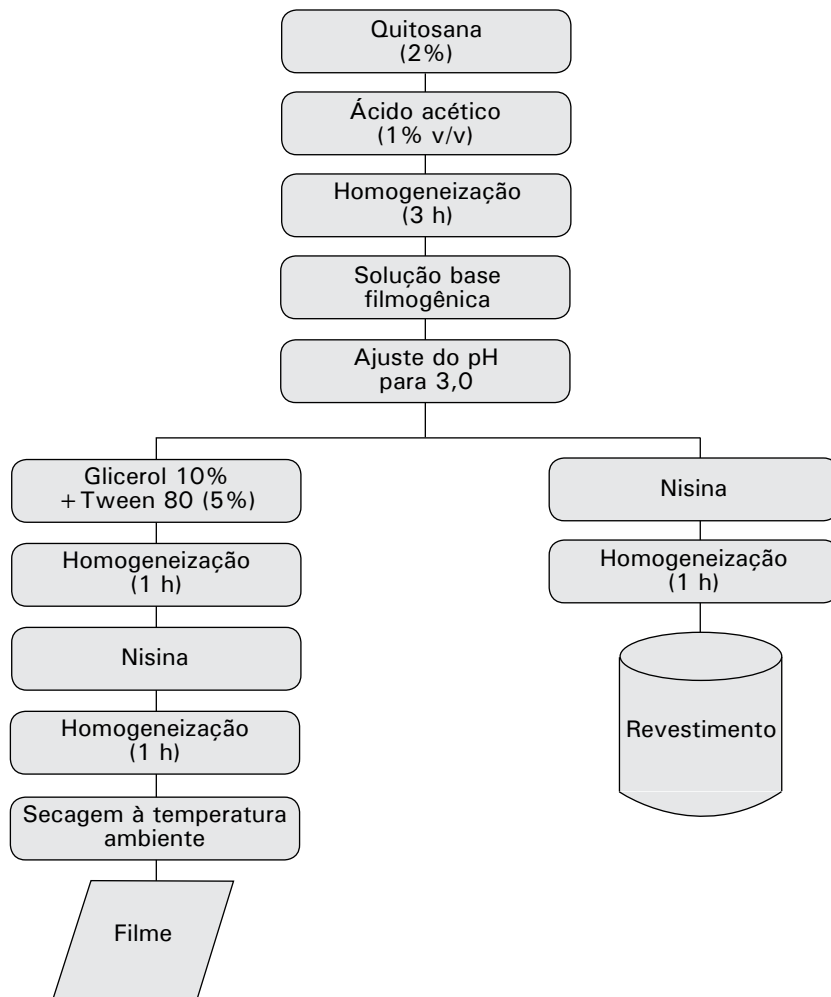 Quitosana
(2%)
Ácido acético
(1% v/v)
Homogeneização
(3 h)
Solução base
filmogênica
Ajuste do pH
para 3,0
Glicerol 10%
+ Tween 80 (5%)
Homogeneização
(1 h)
Nisina
Homogeneização
(1 h)
Secagem à temperatura
ambiente
Filme
Nisina
Homogeneização
(1 h)
Revestimento